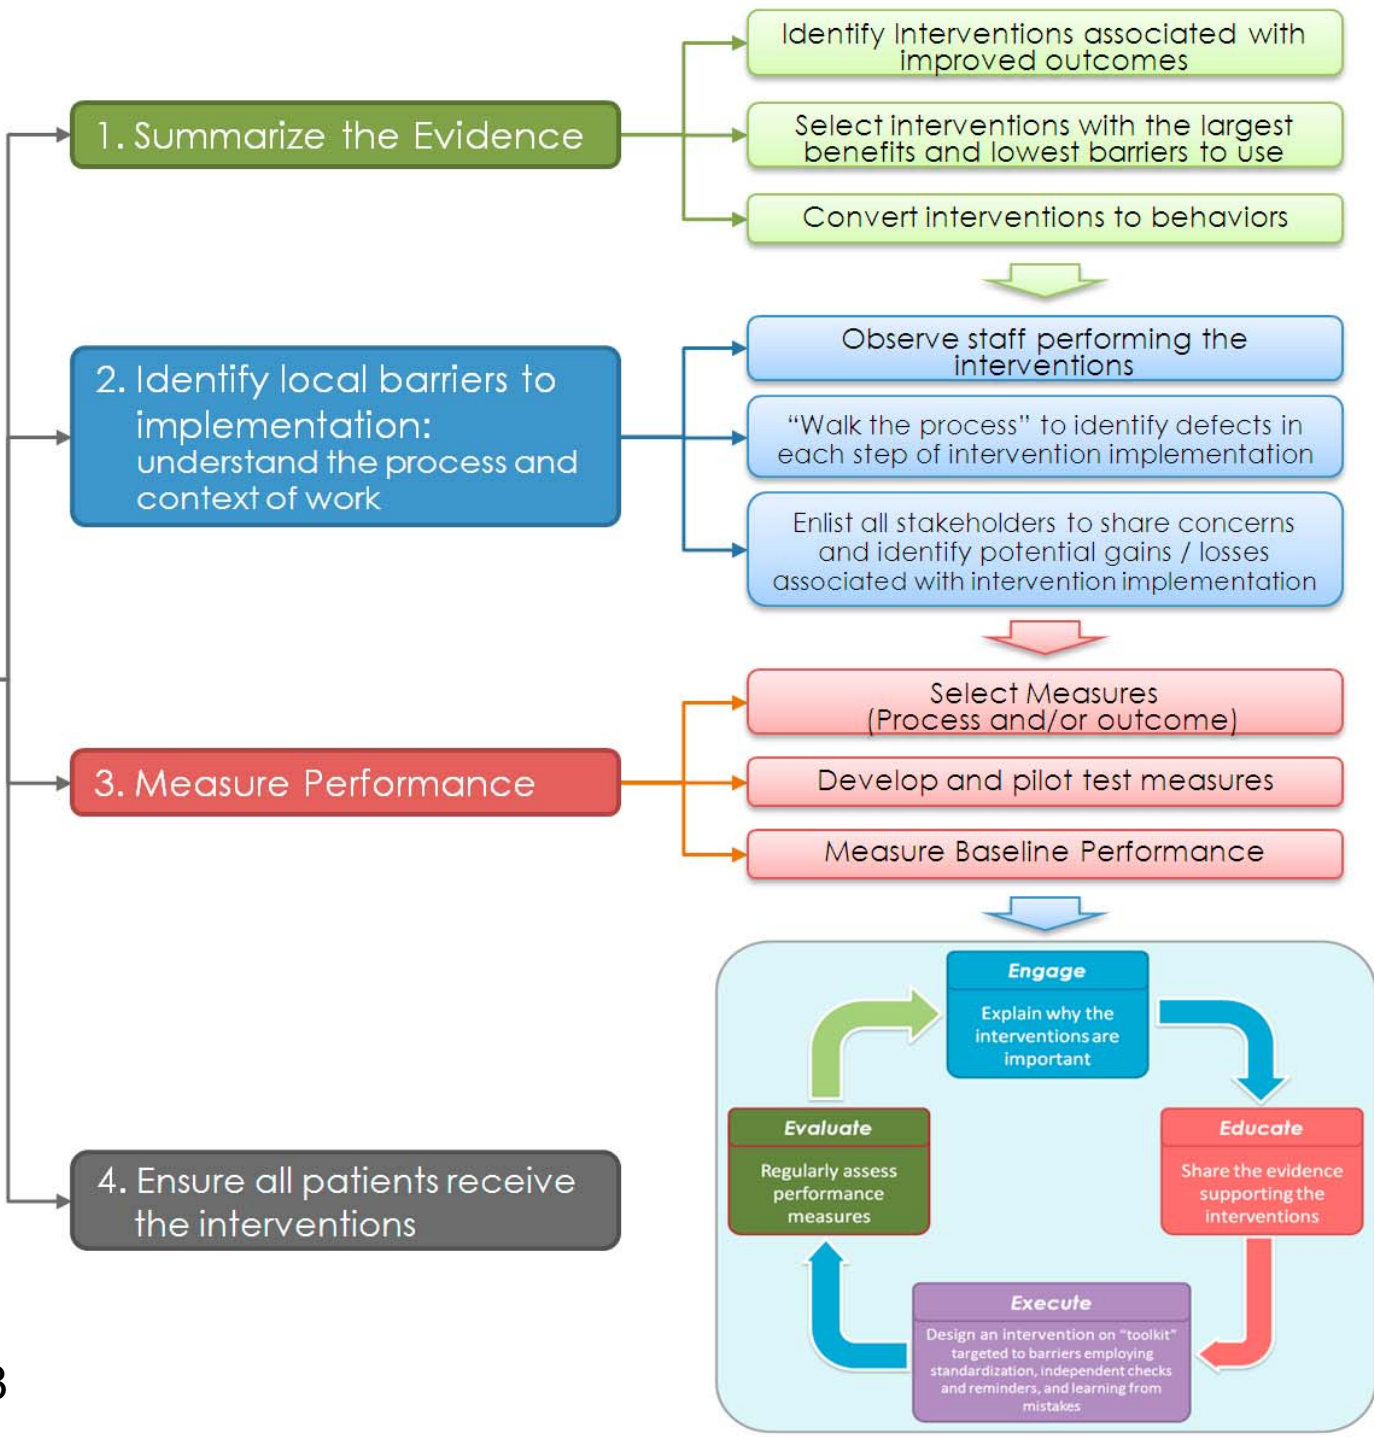 1. Summarize the Evidence
Identify Interventions associated with
improved outcomes
Select interventions with the largest
benefits and lowest barriers to use
Convert interventions to behaviors
2. Identify local barriers to
implementation:
understand the process and
context of work
Observe staff performing the
interventions
“Walk the process” to identify defects in
each step of intervention implementation
Enlist all stakeholders to share concerns
and identify potential gains / losses
associated with intervention implementation
3. Measure Performance
Select Measures
(Process and/or outcome)
Develop and pilot test measures
Measure Baseline Performance
4. Ensure all patients receive
the interventions
Engage
Explain why the
interventions are
important
Educate
Share the evidence
supporting the
interventions
Execute
Design an intervention on “toolkit”
targeted to barriers employing
standardization, independent checks
and reminders, and learning from
mistakes
Evaluate
Regularly assess
performance
measures